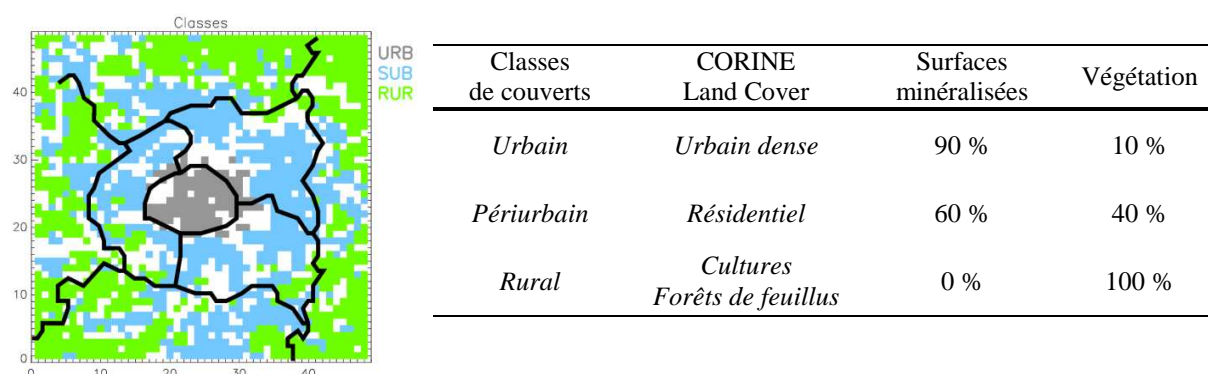 Classes
URB
SUB
RUR
40
30
20
10
0
0 10 20 30 40
Classes
de couverts
CORINE
Land Cover
Surfaces
minéralisées
Végétation
Urbain
Urbain dense
90 %
10 %
Périurbain
Résidentiel
60 %
40 %
Rural
Cultures
Forêts de feuillus
0 %
100 %